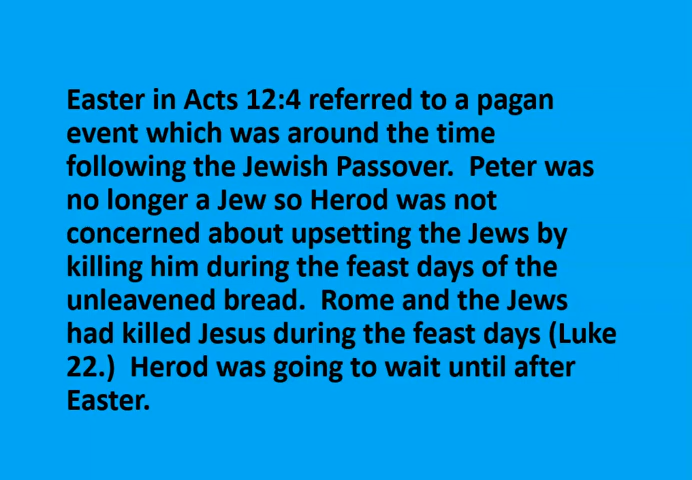 Easter in Acts 12:4 referred to a pagan
event which was around the time
following the Jewish Passover.  Peter was
no longer a Jew so Herod was not
concerned about upsetting the Jews by
killing him during the feast days of the
unleavened bread.  Rome and the Jews
had killed Jesus during the feast days (Luke
22.)  Herod was going to wait until after
Easter.